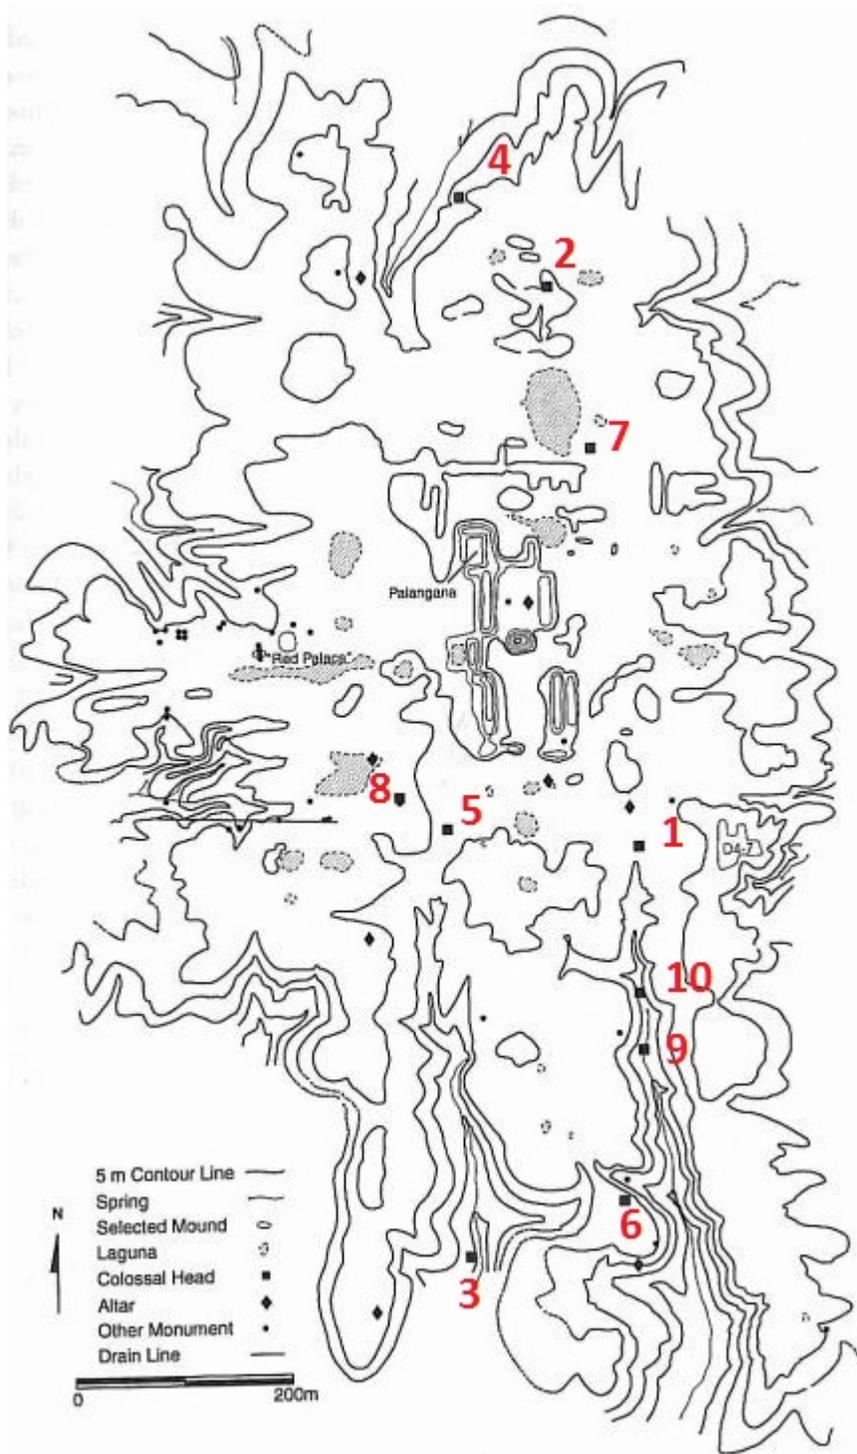 4
2
7
Palangana
"Red Palace"
8
5
1
D4-7
10
9
6
3
5 m Contour Line
Spring
Selected Mound
Laguna
Colossal Head
Altar
Other Monument
Drain Line
N
0 200m